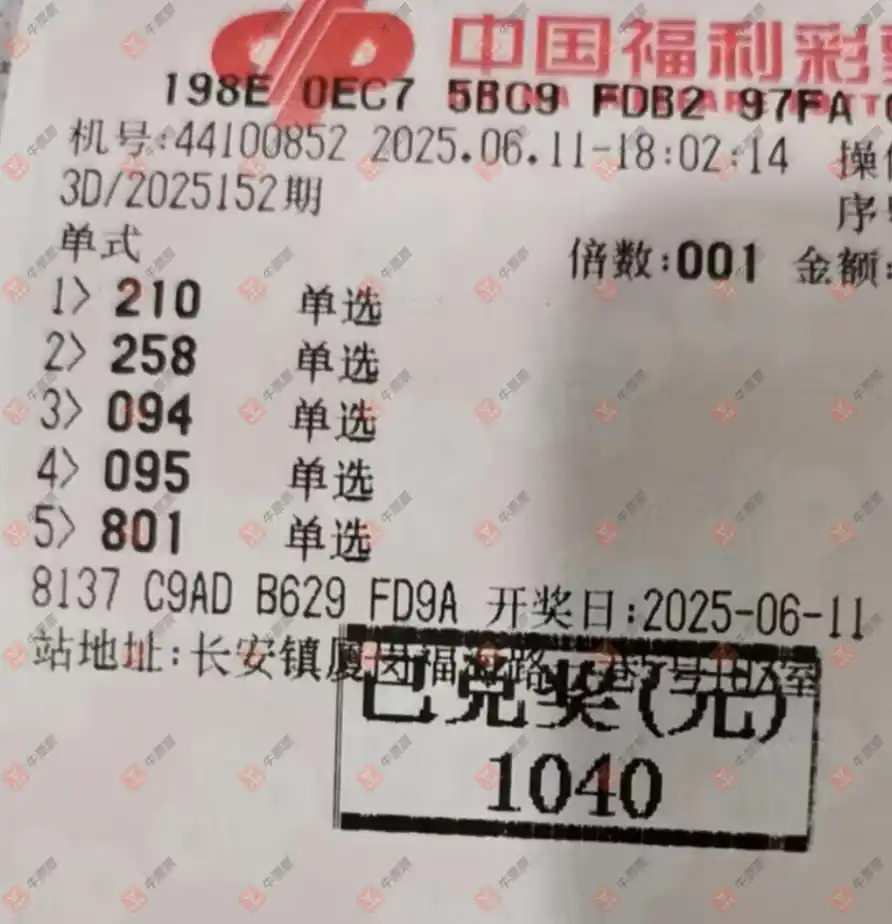 中国福利彩
198E 0EC7 5BC9 FDB2 97FA
机号:44100852 2025.06.11-18:02:14 操
3D/2025152期 序
单式 倍数:001 金额:
1> 210 单选
2> 258 单选
3> 094 单选
4> 095 单选
5> 801 单选
8137 C9AD B629 FD9A 开奖日:2025-06-11
站地址:长安镇厦岗福海路
已兑奖(元)
1040